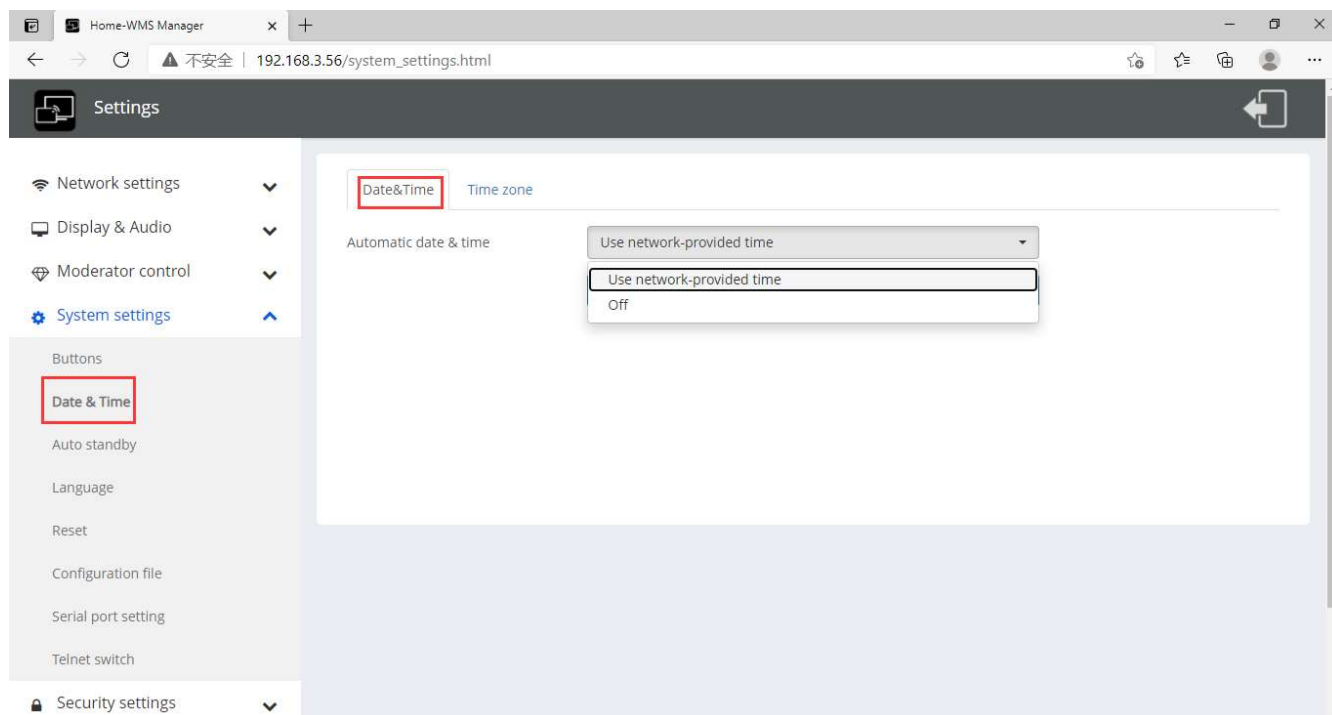 Home-WMS Manager
不安全 192.168.3.56/system_settings.html
Settings
Network settings
Display & Audio
Moderator control
System settings
Buttons
Date & Time
Auto standby
Language
Reset
Configuration file
Serial port setting
Telnet switch
Security settings
Date&Time Time zone
Automatic date & time Use network-provided time
Use network-provided time
Off